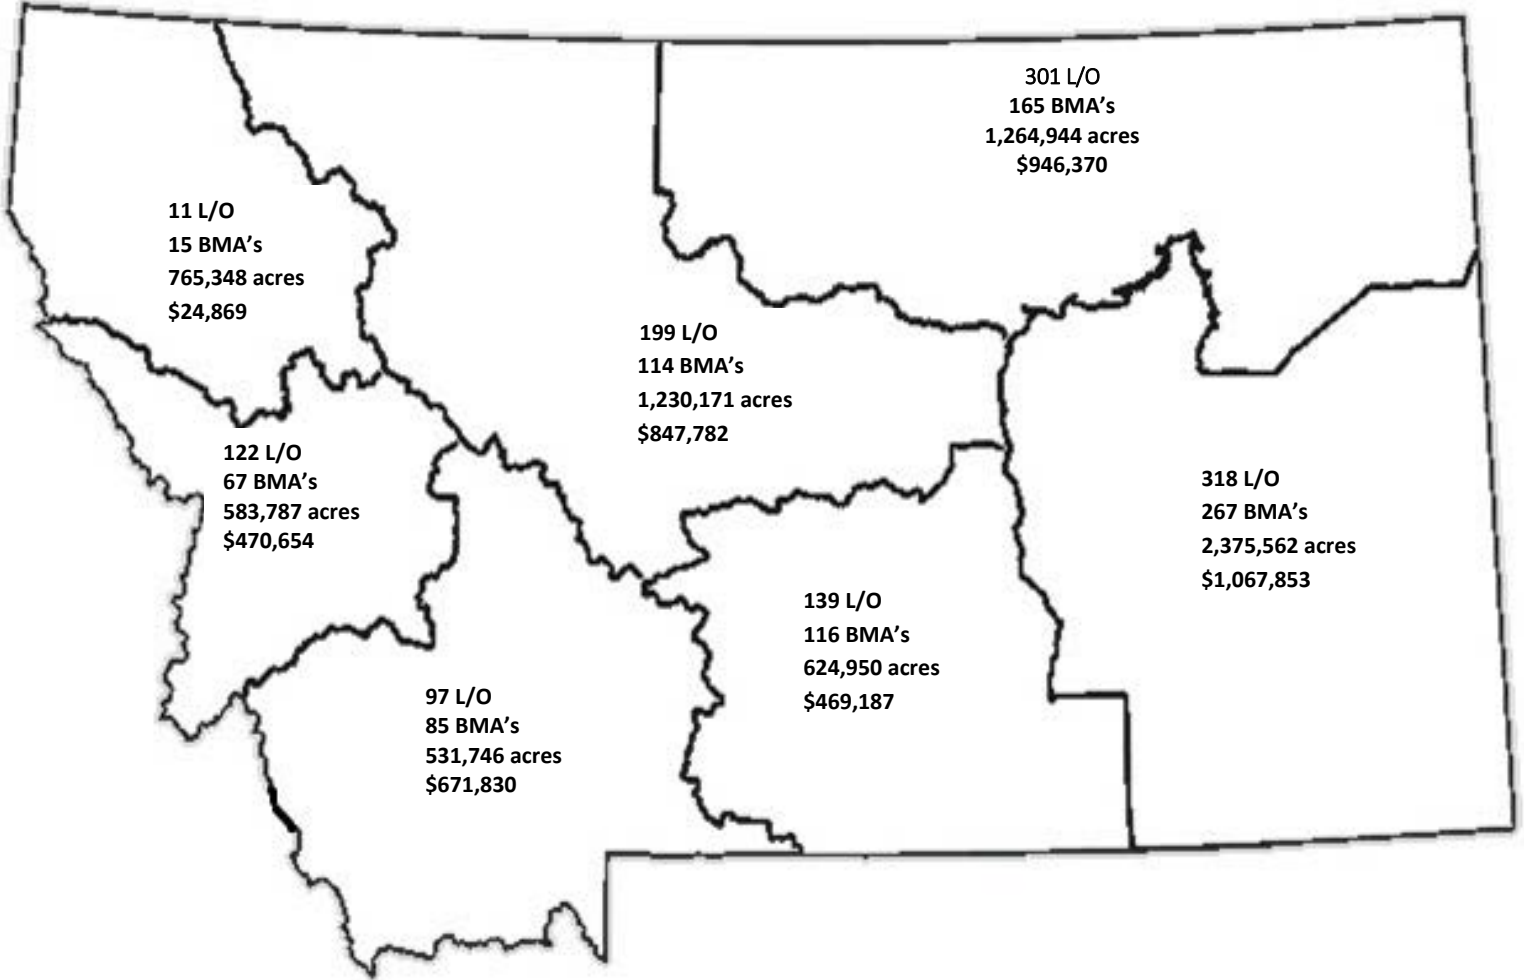 301 L/O
165 BMA’s
1,264,944 acres
$946,370
11 L/O
15 BMA’s
765,348 acres
$24,869
199 L/O
114 BMA’s
1,230,171 acres
$847,782
122 L/O
67 BMA’s
583,787 acres
$470,654
318 L/O
267 BMA’s
2,375,562 acres
$1,067,853
139 L/O
116 BMA’s
624,950 acres
$469,187
97 L/O
85 BMA’s
531,746 acres
$671,830